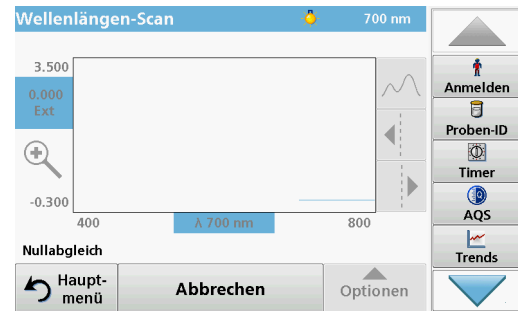 Wellenlängen-Scan
700 nm
3.500
0.000
Ext
-0.300
400
λ 700 nm
800
Nullabgleich
Haupt-
menü
Abbrechen
Optionen
Anmelden
Proben-ID
Timer
AQS
Trends